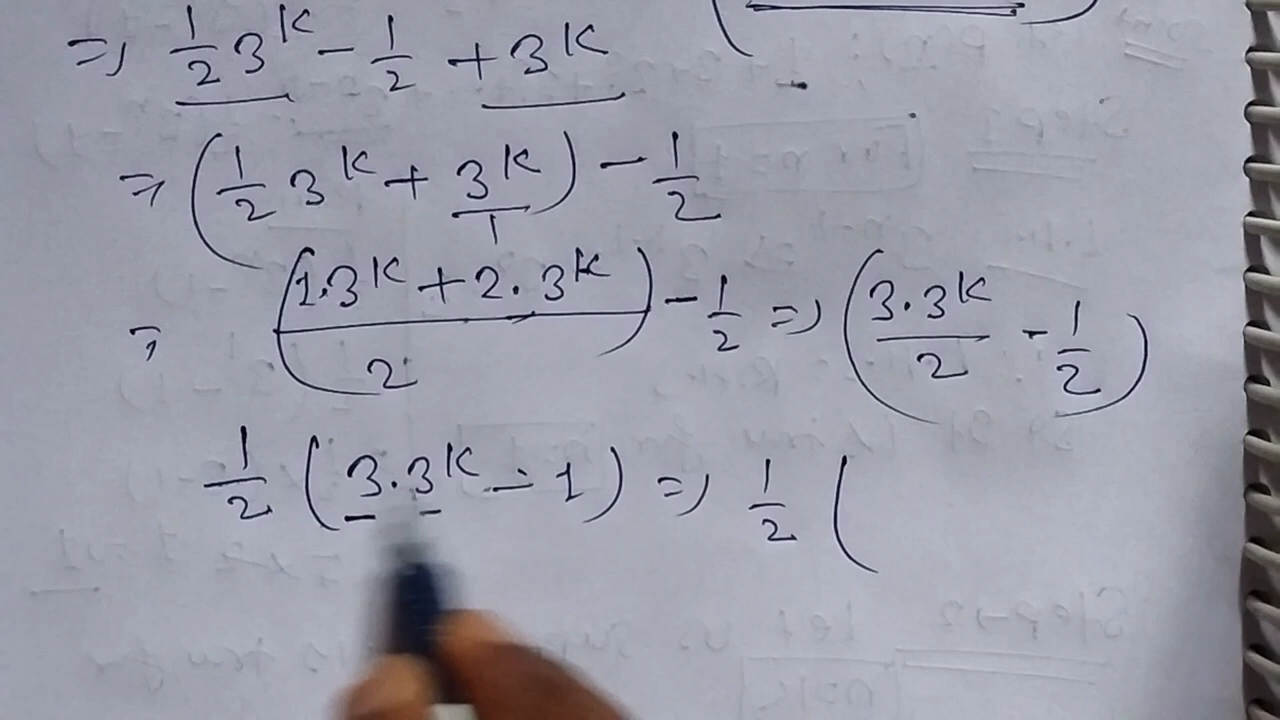 => 1/2 3^k - 1/2 + 3^k
=> (1/2 3^k + 3^k/1) - 1/2
= (1.3^k + 2.3^k / 2) - 1/2 => (3.3^k/2 - 1/2)
1/2 (3.3^k - 1) => 1/2 (